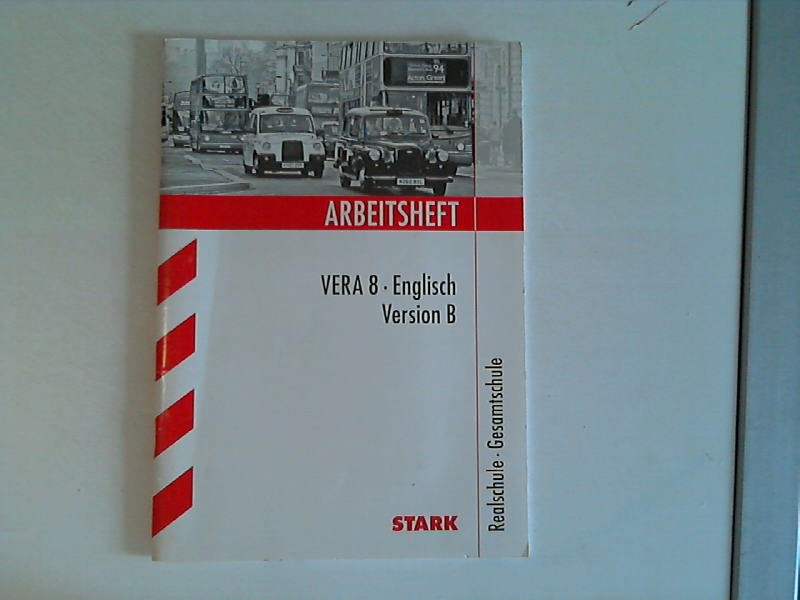 94
Acton Green
ARBEITSHEFT
VERA 8 · Englisch
Version B
Realschule · Gesamtschule
STARK